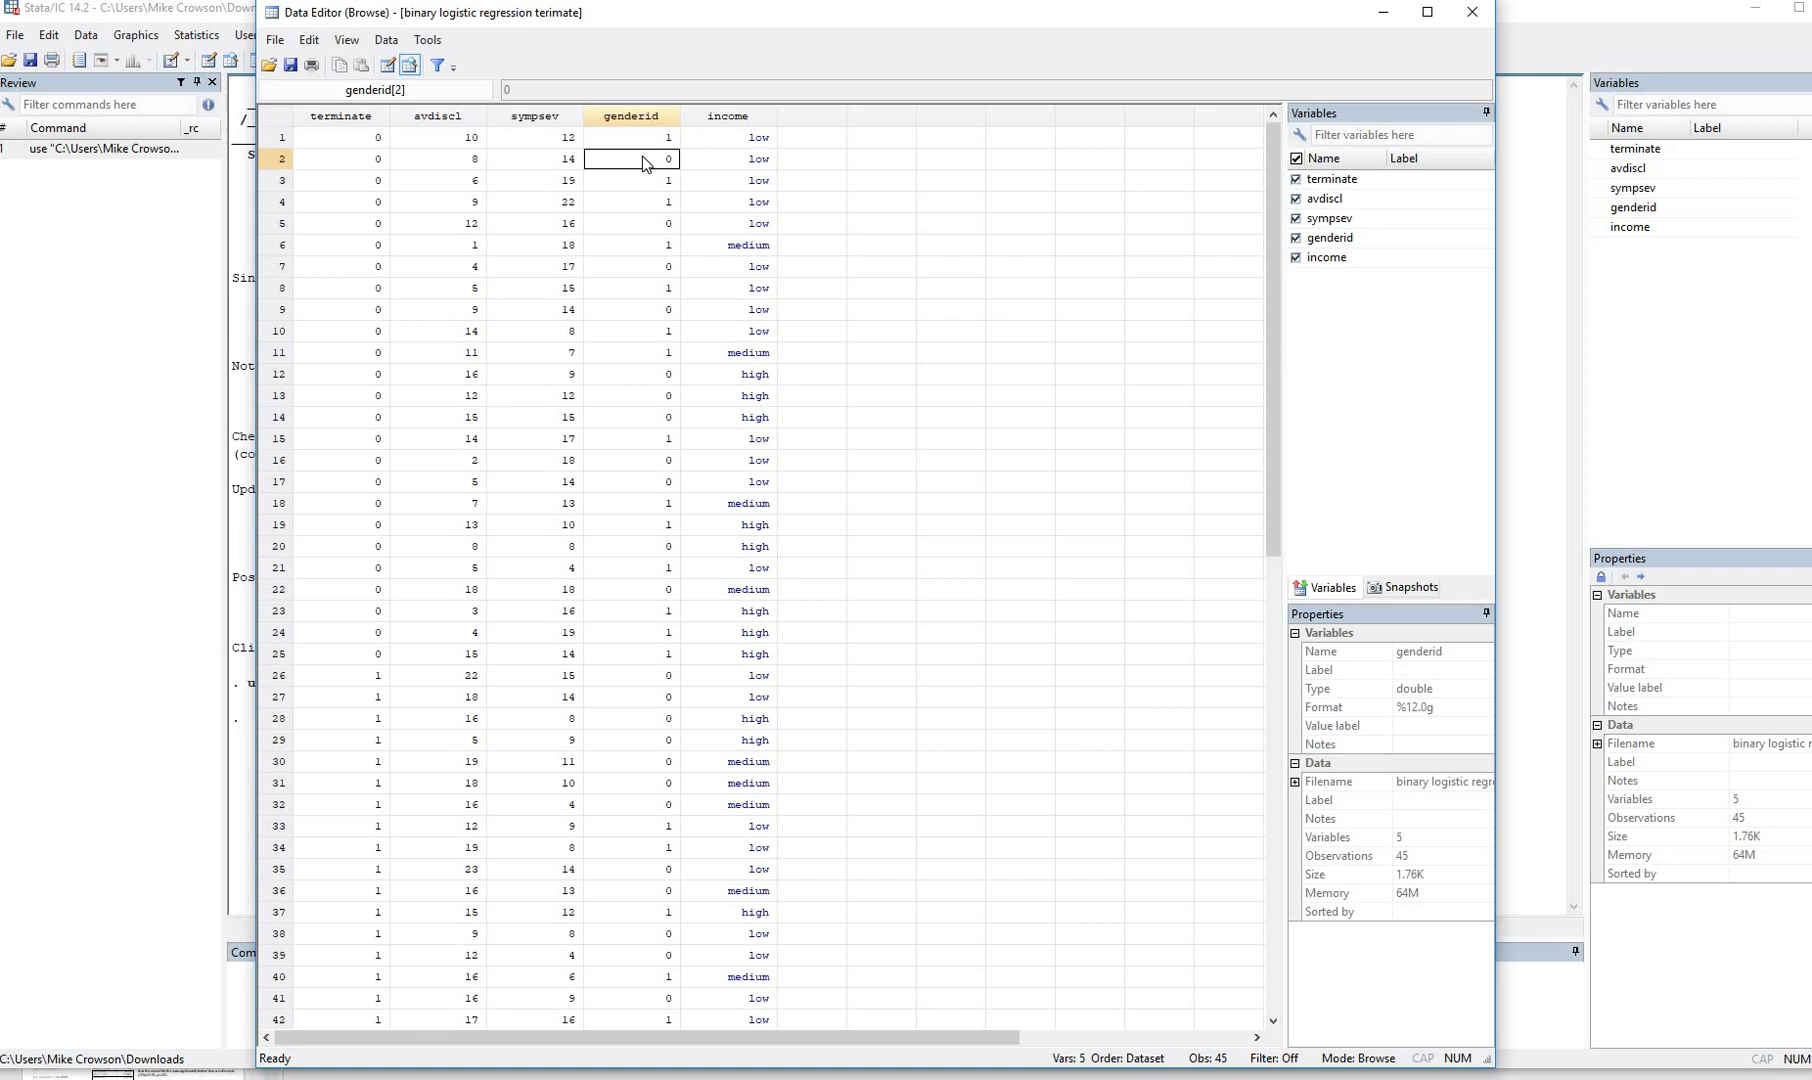 Stata/IC 14.2 - C:\Users\Mike Crowson\Down
File Edit Data Graphics Statistics Use
Review
Filter commands here
# Command _rc
1 use "C:\Users\Mike Crowso...
Data Editor (Browse) - [binary logistic regression terimate]
File Edit View Data Tools
genderid[2] 0
terminate avdiscl sympsev genderid income
1 0 10 12 1 low
2 0 8 14 0 low
3 0 6 19 1 low
4 0 9 22 1 low
5 0 12 16 0 low
6 0 1 18 1 medium
7 0 4 17 0 low
8 0 5 15 1 low
9 0 9 14 0 low
10 0 14 8 1 low
11 0 11 7 1 medium
12 0 16 9 0 high
13 0 12 12 0 high
14 0 15 15 0 high
15 0 14 17 1 low
16 0 2 18 0 low
17 0 5 14 0 low
18 0 7 13 1 medium
19 0 13 10 1 high
20 0 8 8 0 high
21 0 5 4 1 low
22 0 18 18 0 medium
23 0 3 16 1 high
24 0 4 19 1 high
25 0 15 14 1 high
26 1 22 15 0 low
27 1 18 14 0 low
28 1 16 8 0 high
29 1 5 9 0 high
30 1 19 11 0 medium
31 1 18 10 0 medium
32 1 16 4 0 medium
33 1 12 9 1 low
34 1 19 8 1 low
35 1 23 14 0 low
36 1 16 13 0 medium
37 1 15 12 1 high
38 1 9 8 0 low
39 1 12 4 0 low
40 1 16 6 1 medium
41 1 16 9 0 low
42 1 17 16 1 low
Variables
Filter variables here
Name Label
terminate
avdiscl
sympsev
genderid
income
Variables Snapshots
Properties
Variables
Name genderid
Label
Type double
Format %12.0g
Value label
Notes
Data
Filename binary logistic regr
Label
Notes
Variables 5
Observations 45
Size 1.76K
Memory 64M
Sorted by
Ready Vars: 5 Order: Dataset Obs: 45 Filter: Off Mode: Browse CAP NUM
Sin
Not
Che
(co
Upd
Pos
Cli
. u
.
Com
Variables
Filter variables here
Name Label
terminate
avdiscl
sympsev
genderid
income
Properties
Variables
Name
Label
Type
Format
Value label
Notes
Data
Filename binary logistic r
Label
Notes
Variables 5
Observations 45
Size 1.76K
Memory 64M
Sorted by
C:\Users\Mike Crowson\Downloads CAP NUM